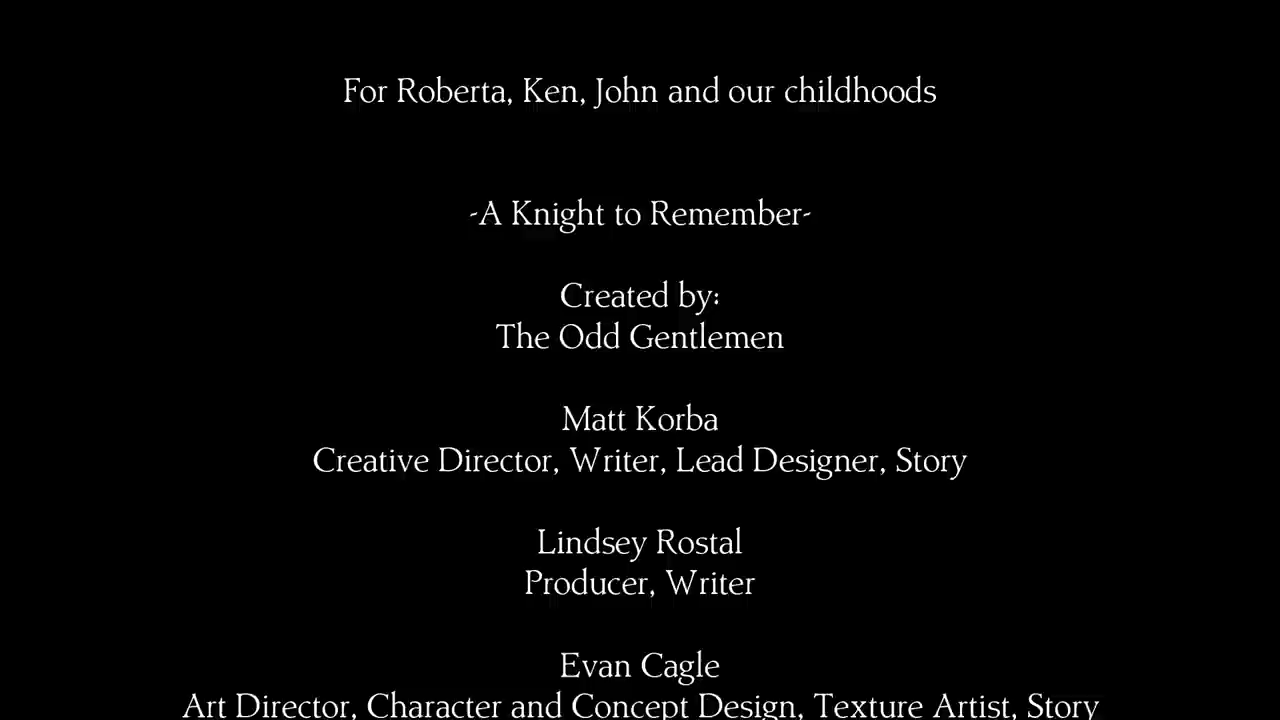 For Roberta, Ken, John and our childhoods
-A Knight to Remember-
Created by:
The Odd Gentlemen
Matt Korba
Creative Director, Writer, Lead Designer, Story
Lindsey Rostal
Producer, Writer
Evan Cagle
Art Director, Character and Concept Design, Texture Artist, Story